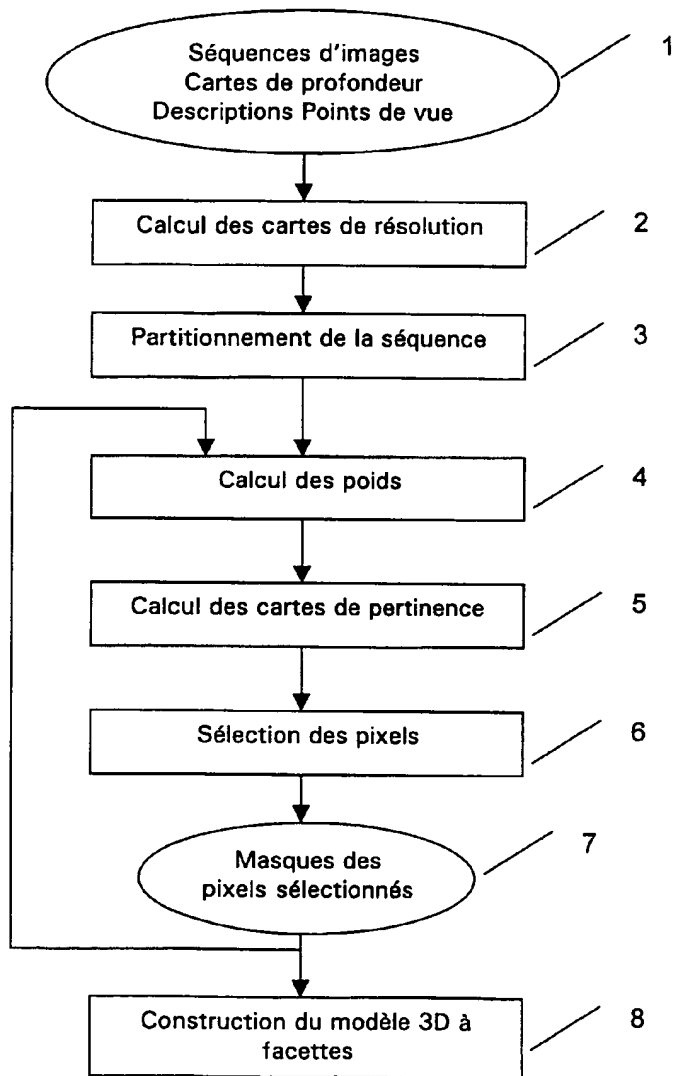 Séquences d'images
Cartes de profondeur
Descriptions Points de vue
1
Calcul des cartes de résolution
2
Partitionnement de la séquence
3
Calcul des poids
4
Calcul des cartes de pertinence
5
Sélection des pixels
6
Masques des
pixels sélectionnés
7
Construction du modèle 3D à
facettes
8